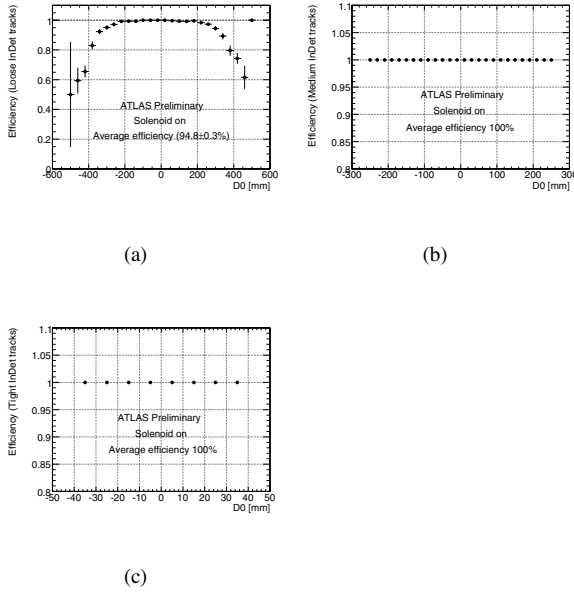 Efficiency (Loose InDet tracks)
1
0.8
0.6
0.4
0.2
0
ATLAS Preliminary
Solenoid on
Average efficiency (94.8±0.3%)
-600 -400 -200 0 200 400 600
D0 [mm]
(a)
Efficiency (Medium InDet tracks)
1.1
1.05
1
0.95
0.9
0.85
0.8
ATLAS Preliminary
Solenoid on
Average efficiency 100%
-300 -200 -100 0 100 200 300
D0 [mm]
(b)
Efficiency (Tight InDet tracks)
1.1
1.05
1
0.95
0.9
0.85
0.8
ATLAS Preliminary
Solenoid on
Average efficiency 100%
-50 -40 -30 -20 -10 0 10 20 30 40 50
D0 [mm]
(c)